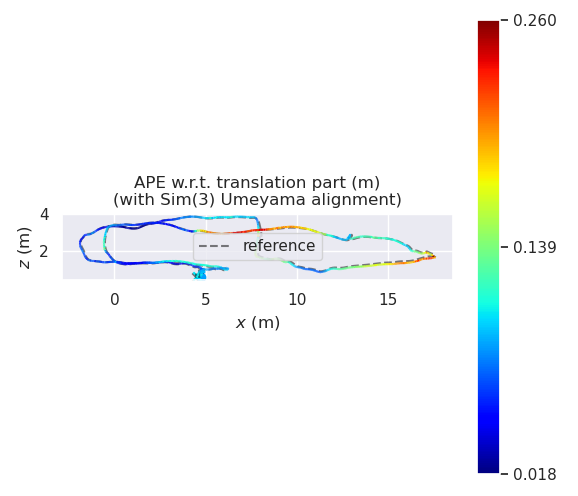 APE w.r.t. translation part (m)
(with Sim(3) Umeyama alignment)
0.260
0.139
0.018
4
2
z (m)
reference
0
5
10
15
x (m)